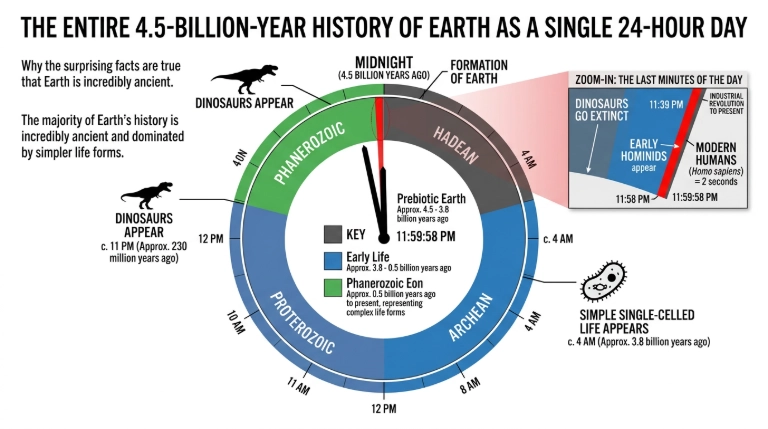 THE ENTIRE 4.5-BILLION-YEAR HISTORY OF EARTH AS A SINGLE 24-HOUR DAY
Why the surprising facts are true
that Earth is incredibly ancient.
The majority of Earth's history is
incredibly ancient and dominated
by simpler life forms.
DINOSAURS APPEAR
MIDNIGHT
(4.5 BILLION YEARS AGO)
FORMATION
OF EARTH
ZOOM-IN: THE LAST MINUTES OF THE DAY
DINOSAURS
GO EXTINCT
11:39 PM
INDUSTRIAL
REVOLUTION
TO PRESENT
EARLY
HOMINIDS
appear
MODERN
HUMANS
(Homo sapiens)
= 2 seconds
11:58 PM
11:59:58 PM
PHANEROZOIC
HADEAN
4 ON
4 AM
DINOSAURS
APPEAR
c. 11 PM (Approx. 230
million years ago)
12 PM
Prebiotic Earth
Approx. 4.5 - 3.8
billion years ago
KEY
11:59:58 PM
Early Life
Approx. 3.8 - 0.5 billion years ago
Phanerozoic Eon
Approx. 0.5 billion years ago
to present, representing
complex life forms
c. 4 AM
PROTEROZOIC
ARCHEAN
SIMPLE SINGLE-CELLED
LIFE APPEARS
c. 4 AM (Approx. 3.8 billion years ago)
10 AM
4 AM
11 AM
8 AM
12 PM